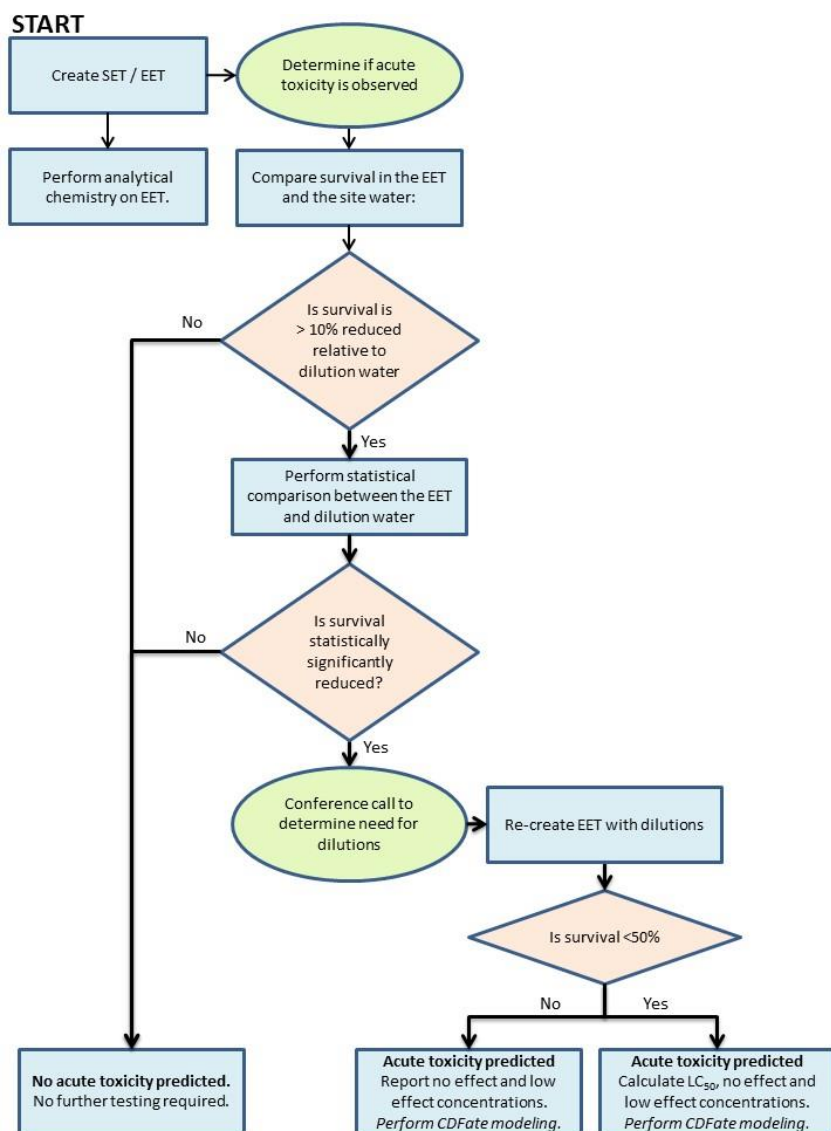 START
Create SET / EET
Determine if acute
toxicity is observed
Perform analytical
chemistry on EET.
Compare survival in the EET
and the site water:
Is survival is
> 10% reduced
relative to
dilution water
No
Yes
Perform statistical
comparison between the EET
and dilution water
Is survival
statistically
significantly
reduced?
No
Yes
Conference call to
determine need for
dilutions
Re-create EET with dilutions
Is survival <50%
No
Yes
No acute toxicity predicted.
No further testing required.
Acute toxicity predicted
Report no effect and low
effect concentrations.
Perform CDFate modeling.
Acute toxicity predicted
Calculate LC50, no effect and
low effect concentrations.
Perform CDFate modeling.